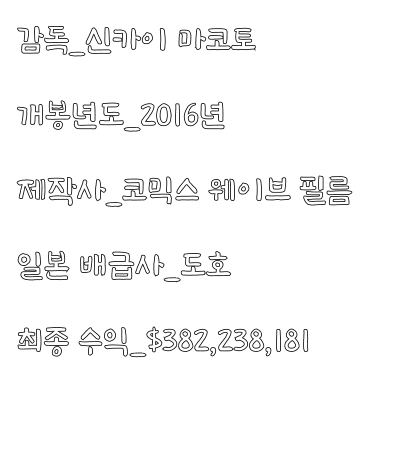 감독_신카이 마코토
개봉년도_2016년
제작사_코믹스 웨이브 필름
일본 배급사_도호
최종 수익_$382,238,181